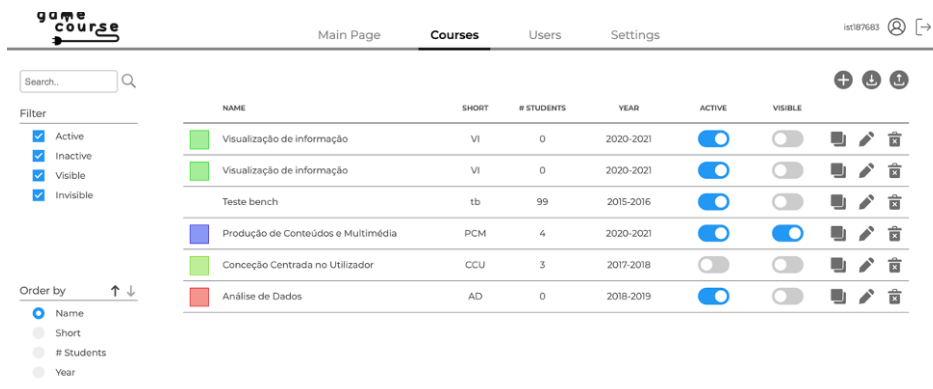 game
course
Main Page Courses Users Settings ist187683
Search..
Filter
Active
Inactive
Visible
Invisible
Order by
Name
Short
# Students
Year
NAME SHORT # STUDENTS YEAR ACTIVE VISIBLE
Visualização de informação VI 0 2020-2021
Visualização de informação VI 0 2020-2021
Teste bench tb 99 2015-2016
Produção de Conteúdos e Multimédia PCM 4 2020-2021
Conceção Centrada no Utilizador CCU 3 2017-2018
Análise de Dados AD 0 2018-2019